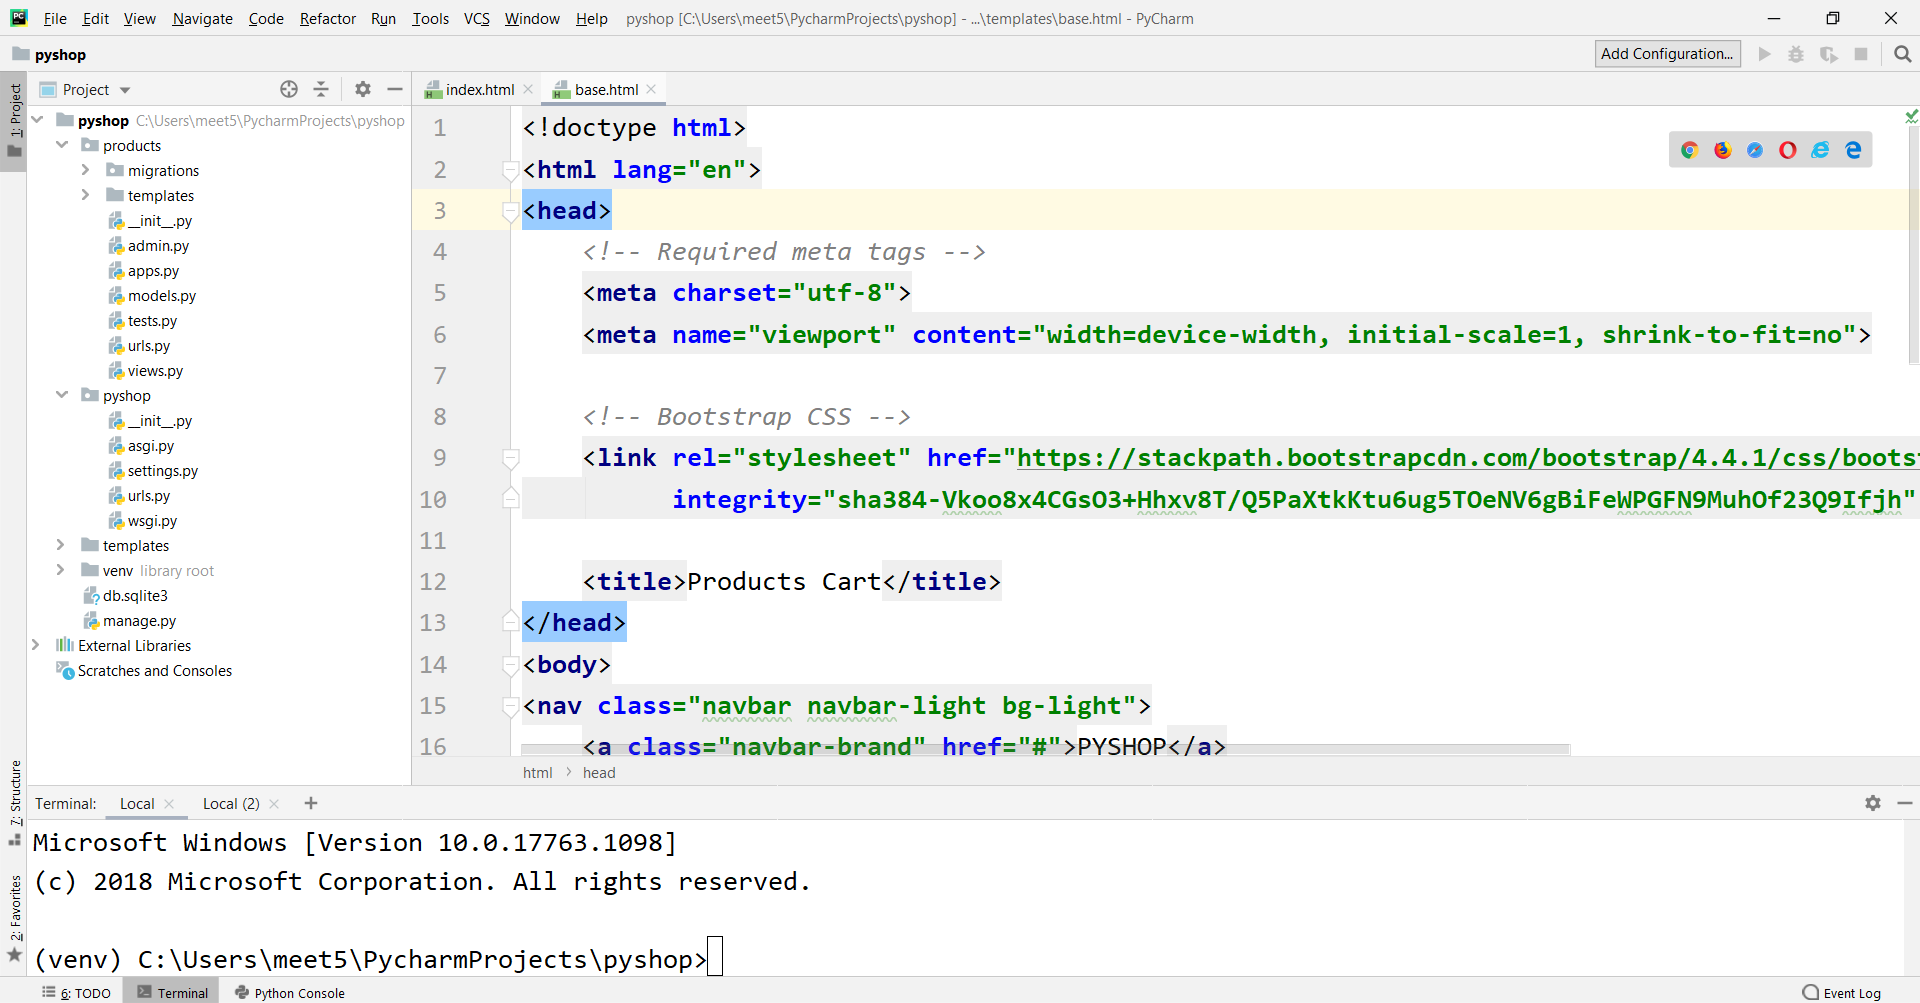 File Edit View Navigate Code Refactor Run Tools VCS Window Help pyshop [C:\Users\meet5\PycharmProjects\pyshop] - ...\templates\base.html - PyCharm
pyshop
Add Configuration...
1: Project
7: Structure
2: Favorites
Project
pyshop C:\Users\meet5\PycharmProjects\pyshop
products
migrations
templates
__init__.py
admin.py
apps.py
models.py
tests.py
urls.py
views.py
pyshop
__init__.py
asgi.py
settings.py
urls.py
wsgi.py
templates
venv library root
db.sqlite3
manage.py
External Libraries
Scratches and Consoles
index.html
base.html
1 <!doctype html>
2 <html lang="en">
3 <head>
4 <!-- Required meta tags -->
5 <meta charset="utf-8">
6 <meta name="viewport" content="width=device-width, initial-scale=1, shrink-to-fit=no">
7
8 <!-- Bootstrap CSS -->
9 <link rel="stylesheet" href="https://stackpath.bootstrapcdn.com/bootstrap/4.4.1/css/boots
10 integrity="sha384-Vkoo8x4CGsO3+Hhxv8T/Q5PaXtkKtu6ug5TOeNV6gBiFeWPGFN9MuhOf23Q9Ifjh"
11
12 <title>Products Cart</title>
13 </head>
14 <body>
15 <nav class="navbar navbar-light bg-light">
16 <a class="navbar-brand" href="#">PYSHOP</a>
html > head
Terminal: Local Local (2)
Microsoft Windows [Version 10.0.17763.1098]
(c) 2018 Microsoft Corporation. All rights reserved.
(venv) C:\Users\meet5\PycharmProjects\pyshop>
6: TODO Terminal Python Console Event Log